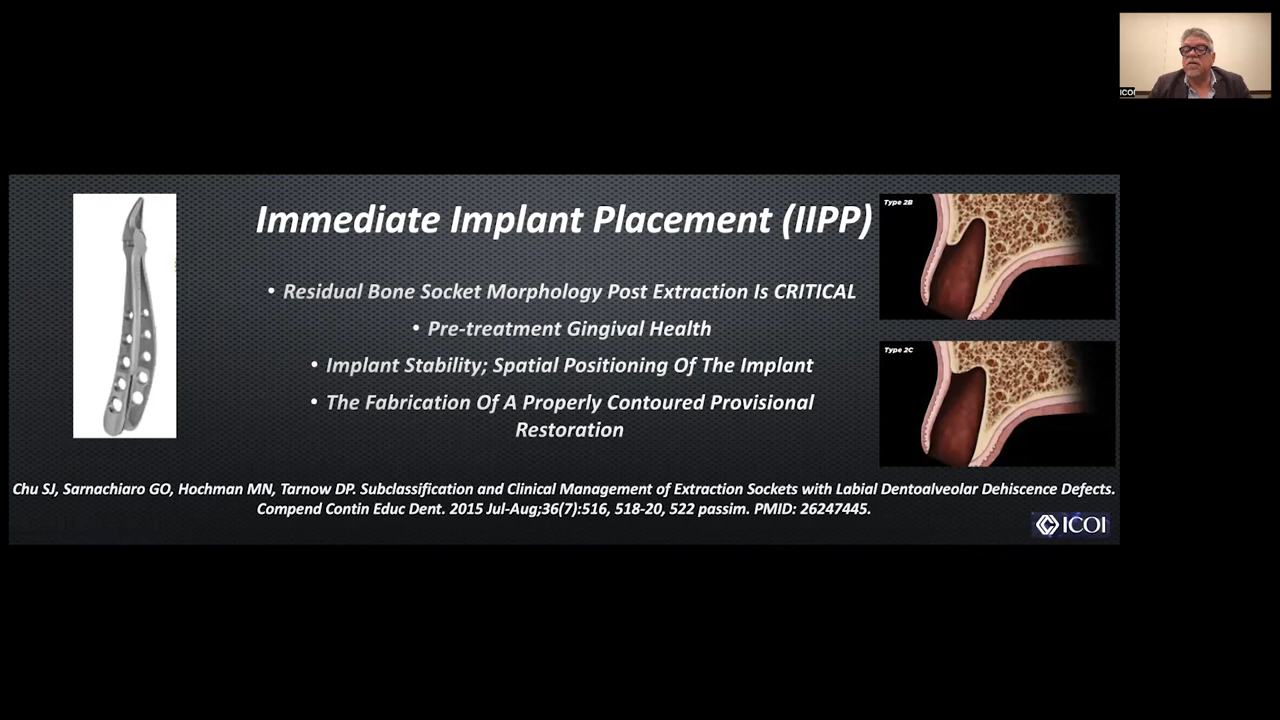 ICOI
Immediate Implant Placement (IIPP)
• Residual Bone Socket Morphology Post Extraction Is CRITICAL
• Pre-treatment Gingival Health
• Implant Stability; Spatial Positioning Of The Implant
• The Fabrication Of A Properly Contoured Provisional
Restoration
Type 2B
Type 2C
Chu SJ, Sarnachiaro GO, Hochman MN, Tarnow DP. Subclassification and Clinical Management of Extraction Sockets with Labial Dentoalveolar Dehiscence Defects.
Compend Contin Educ Dent. 2015 Jul-Aug;36(7):516, 518-20, 522 passim. PMID: 26247445.
ICOI